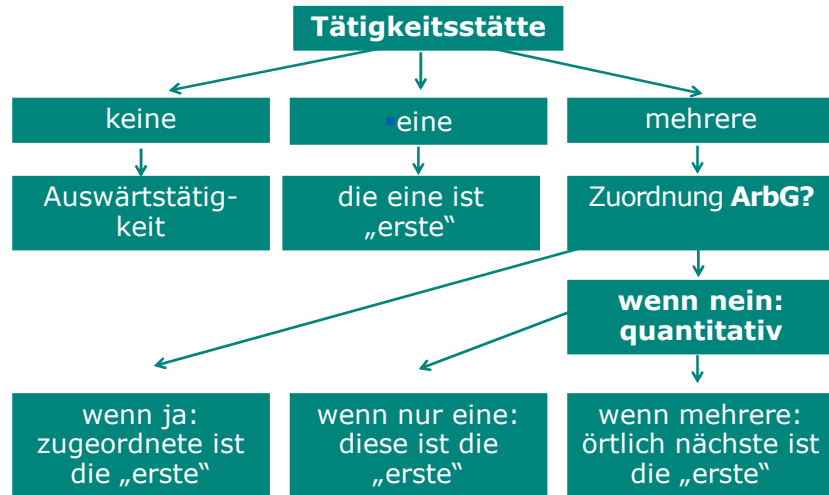 Tätigkeitsstätte
keine
eine
mehrere
Auswärtstätig-
keit
die eine ist
„erste“
Zuordnung ArbG?
wenn nein:
quantitativ
wenn ja:
zugeordnete ist
die „erste“
wenn nur eine:
diese ist die
„erste“
wenn mehrere:
örtlich nächste ist
die „erste“